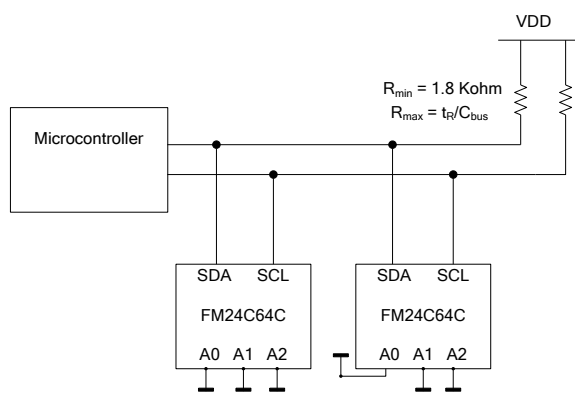 VDD
Rmin = 1.8 Kohm
Rmax = tR/Cbus
Microcontroller
SDA SCL
FM24C64C
A0 A1 A2
SDA SCL
FM24C64C
A0 A1 A2